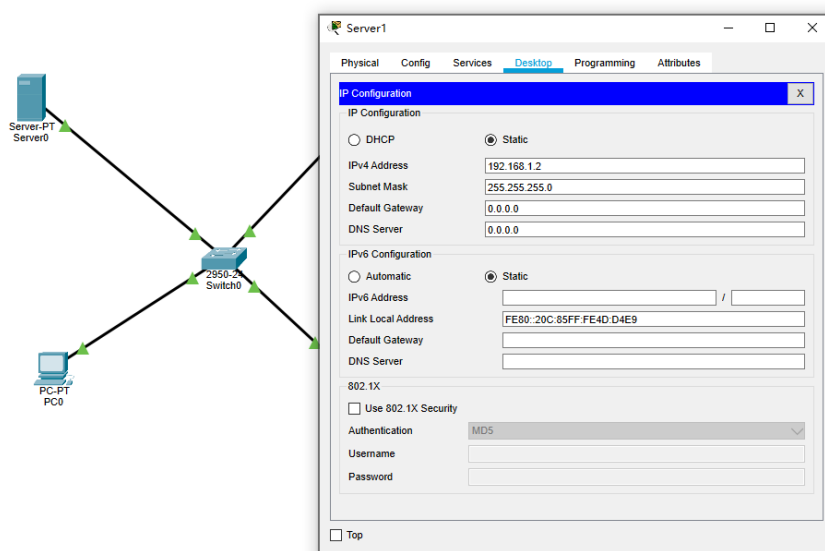 Server1
Physical Config Services Desktop Programming Attributes
IP Configuration X
IP Configuration
DHCP Static
IPv4 Address 192.168.1.2
Subnet Mask 255.255.255.0
Default Gateway 0.0.0.0
DNS Server 0.0.0.0
IPv6 Configuration
Automatic Static
IPv6 Address /
Link Local Address FE80::20C:85FF:FE4D:D4E9
Default Gateway
DNS Server
802.1X
Use 802.1X Security
Authentication MD5
Username
Password
Top
Server-PT
Server0
2950-24
Switch0
PC-PT
PC0